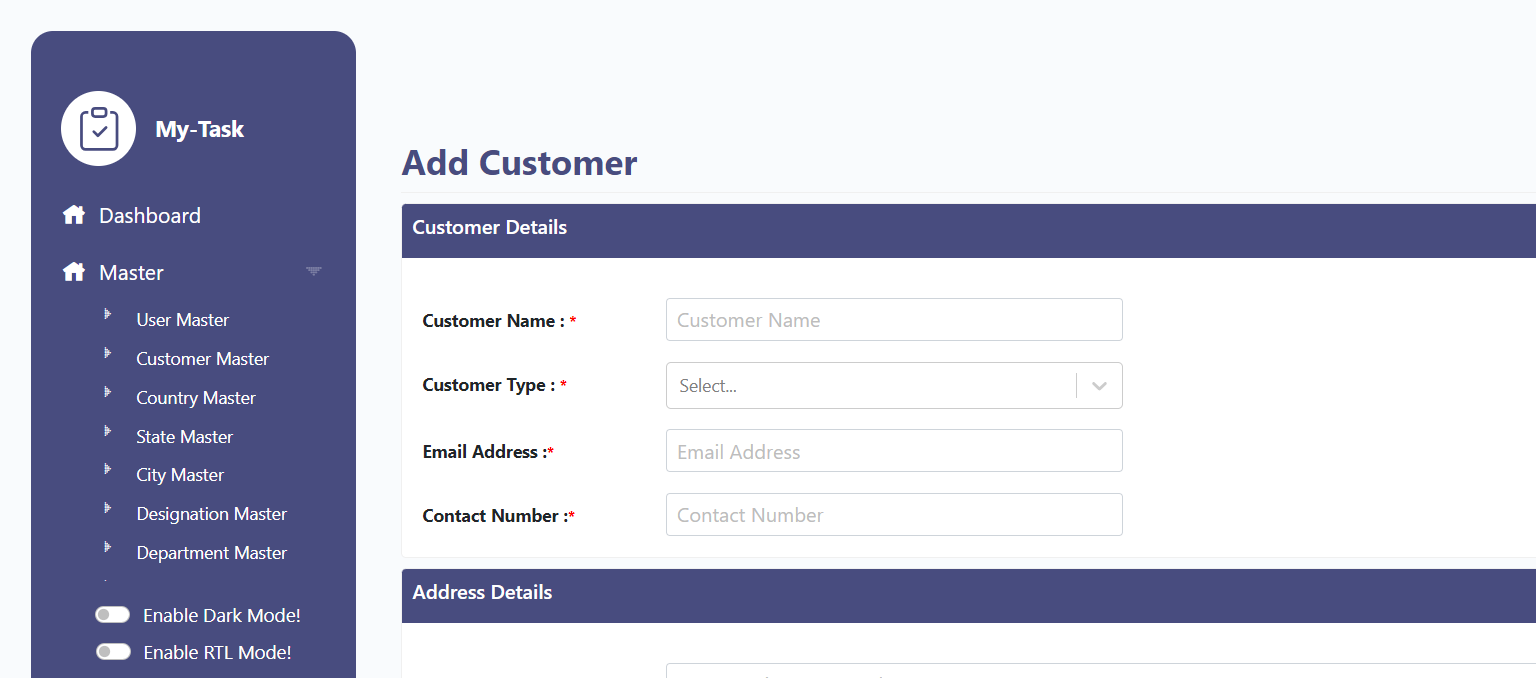 My-Task
Dashboard
Master
User Master
Customer Master
Country Master
State Master
City Master
Designation Master
Department Master
Enable Dark Mode!
Enable RTL Mode!
Add Customer
Customer Details
Customer Name : *
Customer Name
Customer Type : *
Select...
Email Address :*
Email Address
Contact Number :*
Contact Number
Address Details